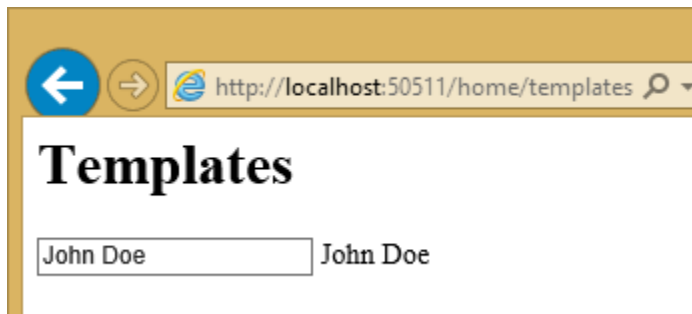 http://localhost:50511/home/templates
Templates
John Doe John Doe